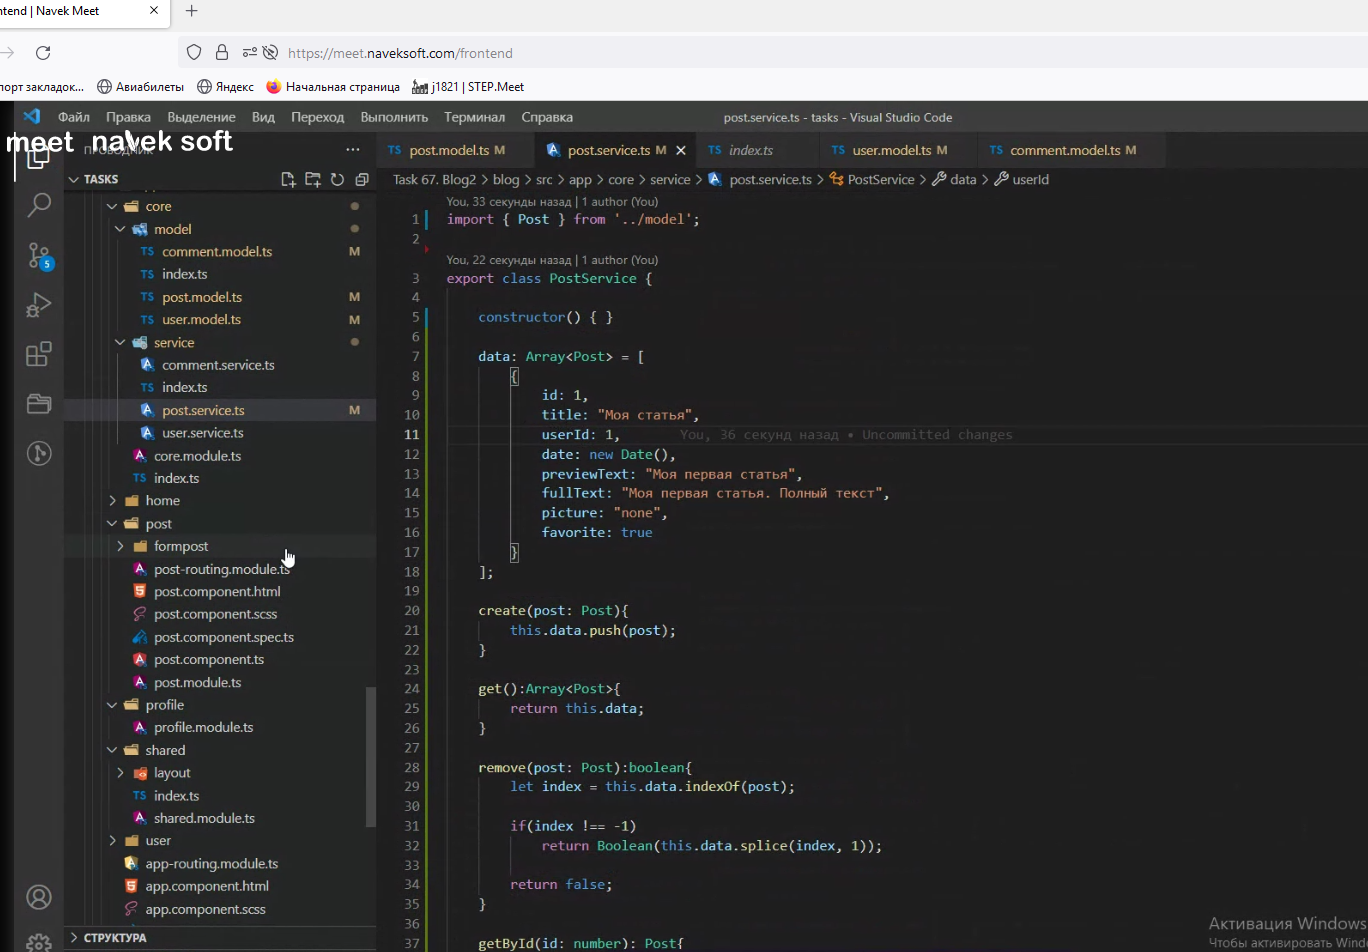 ntend | Navek Meet
https://meet.naveksoft.com/frontend
порт закладок...
Авиабилеты
Яндекс
Начальная страница
j1821 | STEP.Meet
Файл Правка Выделение Вид Переход Выполнить Терминал Справка
post.service.ts - tasks - Visual Studio Code
meet navek soft
ПРОВОДНИК
TS post.model.ts M
post.service.ts M
TS index.ts
TS user.model.ts M
TS comment.model.ts M
TASKS
Task 67. Blog2 > blog > src > app > core > service > post.service.ts > PostService > data > userId
core
model
TS comment.model.ts M
TS index.ts
TS post.model.ts M
TS user.model.ts M
service
comment.service.ts
TS index.ts
post.service.ts M
user.service.ts
core.module.ts
TS index.ts
home
post
formpost
post-routing.module.ts
post.component.html
post.component.scss
post.component.spec.ts
post.component.ts
post.module.ts
profile
profile.module.ts
shared
layout
TS index.ts
shared.module.ts
user
app-routing.module.ts
app.component.html
app.component.scss
СТРУКТУРА
5
You, 33 секунды назад | 1 author (You)
1 import { Post } from '../model';
2
You, 22 секунды назад | 1 author (You)
3 export class PostService {
4
5 constructor() { }
6
7 data: Array<Post> = [
8 {
9 id: 1,
10 title: "Моя статья",
11 userId: 1, You, 36 секунд назад • Uncommitted changes
12 date: new Date(),
13 previewText: "Моя первая статья",
14 fullText: "Моя первая статья. Полный текст",
15 picture: "none",
16 favorite: true
17 }
18 ];
19
20 create(post: Post){
21 this.data.push(post);
22 }
23
24 get():Array<Post>{
25 return this.data;
26 }
27
28 remove(post: Post):boolean{
29 let index = this.data.indexOf(post);
30
31 if(index !== -1)
32 return Boolean(this.data.splice(index, 1));
33
34 return false;
35 }
36
37 getById(id: number): Post{
Активация Windows
Чтобы активировать Wind